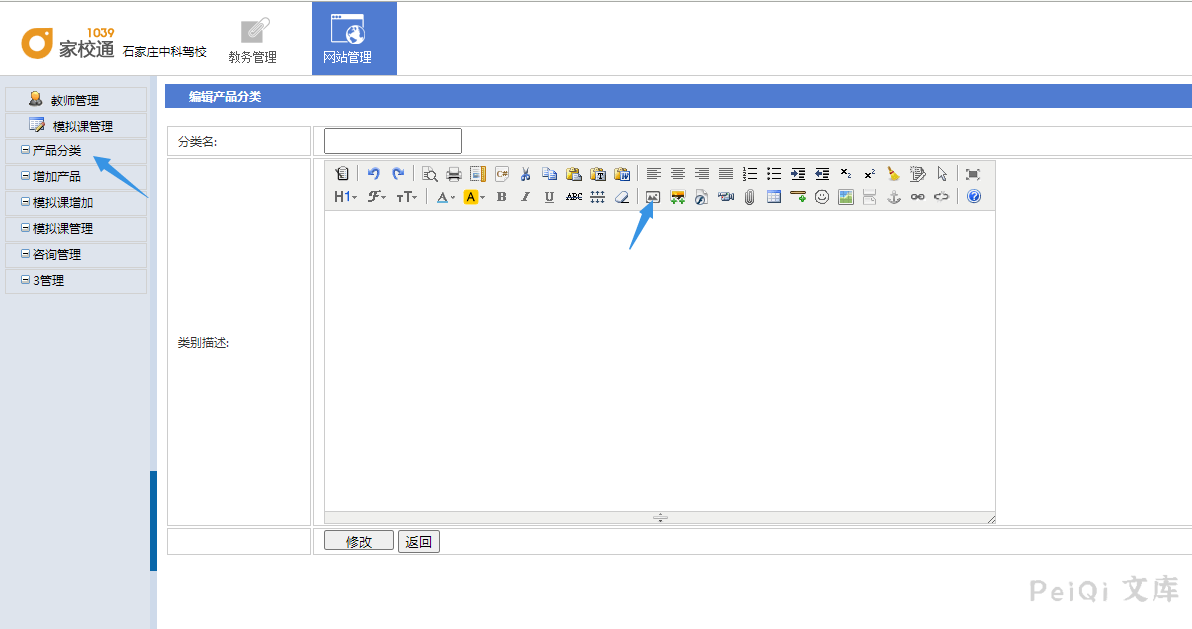 1039
家校通 石家庄中科驾校
教务管理
网站管理
教师管理
模拟课管理
产品分类
增加产品
模拟课增加
模拟课管理
咨询管理
3管理
编辑产品分类
分类名:
类别描述:
H1
F
тT
A
A
B
I
U
ABC
修改
返回
PeiQi 文库